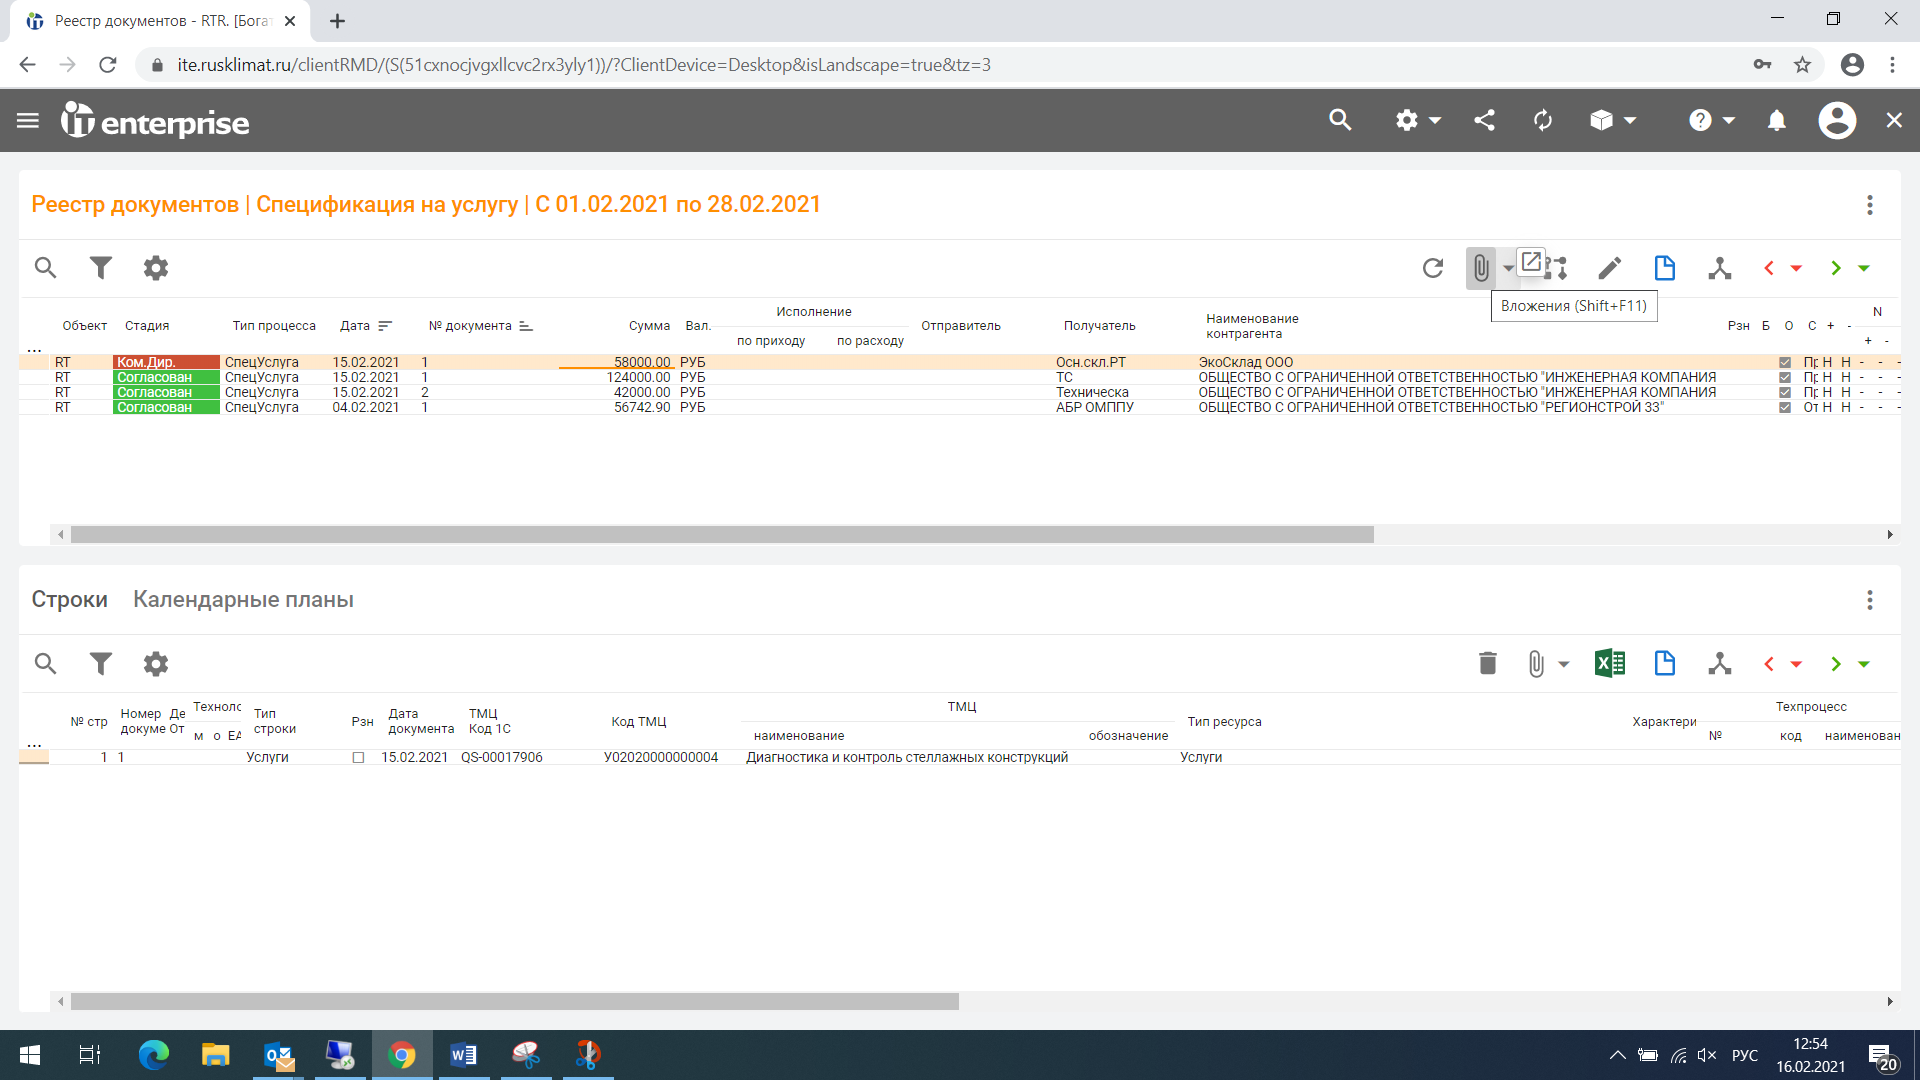 Реестр документов - RTR. [Богат
ite.rusklimat.ru/clientRMD/(S(51cxnocjvgxllcvc2rx3yly1))/?ClientDevice=Desktop&isLandscape=true&tz=3
it enterprise
Реестр документов | Спецификация на услугу | С 01.02.2021 по 28.02.2021
Вложения (Shift+F11)
Объект Стадия Тип процесса Дата № документа Сумма Вал. Исполнение по приходу по расходу Отправитель Получатель Наименование контрагента Рзн Б О С + - N + -
...
RT Ком.Дир. СпецУслуга 15.02.2021 1 58000.00 РУБ Осн.скл.РТ ЭкоСклад ООО Пр Н Н - - -
RT Согласован СпецУслуга 15.02.2021 1 124000.00 РУБ ТС ОБЩЕСТВО С ОГРАНИЧЕННОЙ ОТВЕТСТВЕННОСТЬЮ "ИНЖЕНЕРНАЯ КОМПАНИЯ Пр Н Н - - -
RT Согласован СпецУслуга 15.02.2021 2 42000.00 РУБ Техническа ОБЩЕСТВО С ОГРАНИЧЕННОЙ ОТВЕТСТВЕННОСТЬЮ "ИНЖЕНЕРНАЯ КОМПАНИЯ Пр Н Н - - -
RT Согласован СпецУслуга 04.02.2021 1 56742.90 РУБ АБР ОМППУ ОБЩЕСТВО С ОГРАНИЧЕННОЙ ОТВЕТСТВЕННОСТЬЮ "РЕГИОНСТРОЙ 33" От Н Н - - -
Строки Календарные планы
№ стр Номер докуме Де От Техноло м о ЕА Тип строки Рзн Дата документа ТМЦ Код 1С Код ТМЦ ТМЦ наименование обозначение Тип ресурса Характери Техпроцесс № код наименован
...
1 1 Услуги 15.02.2021 QS-00017906 У02020000000004 Диагностика и контроль стеллажных конструкций Услуги
РУС
12:54
16.02.2021
20